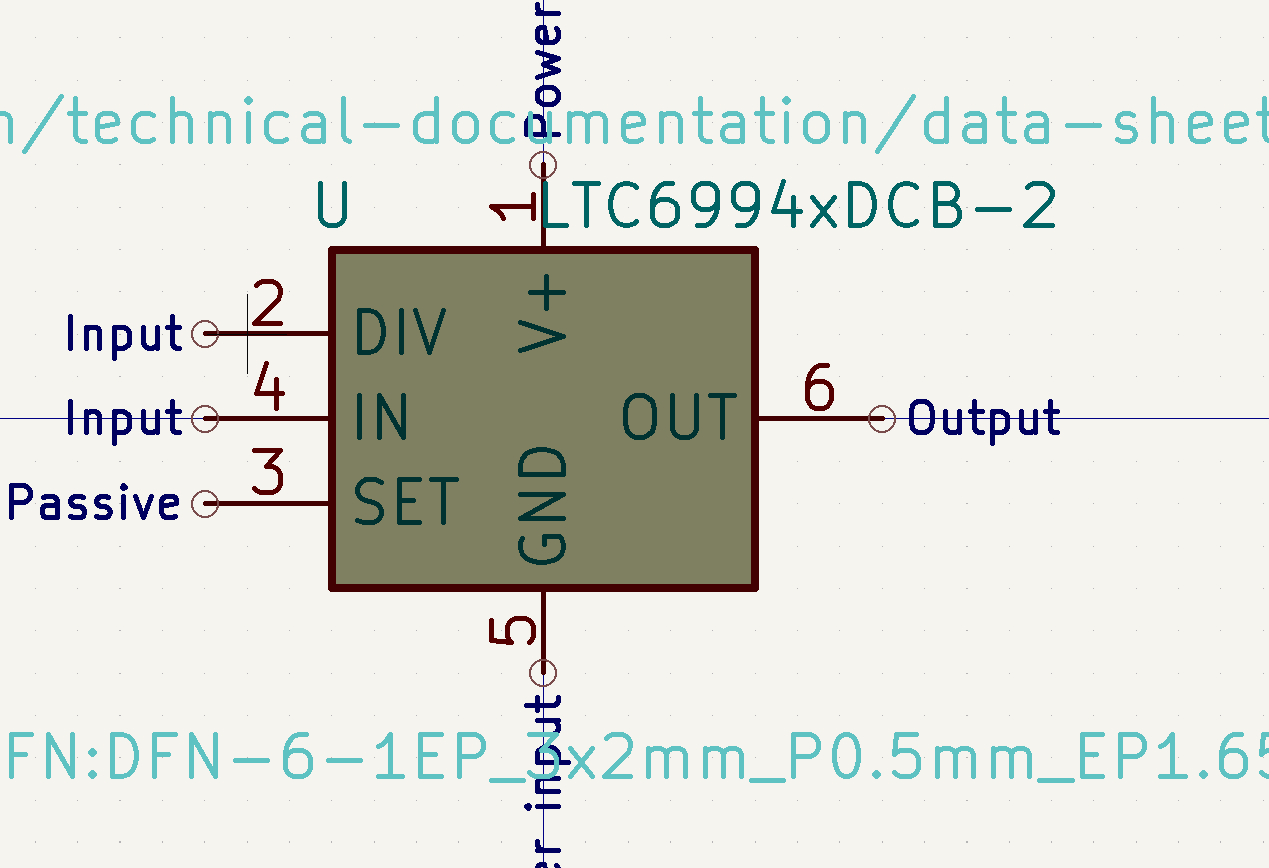 Power
n/technical-documentation/data-sheet
U
LTC6994xDCB-2
1
V+
Input 2 DIV
Input 4 IN
OUT 6 Output
Passive 3 SET
GND
5
er input
FN:DFN-6-1EP_3x2mm_P0.5mm_EP1.65